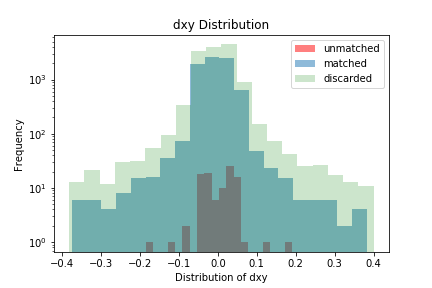 dxy Distribution
unmatched
matched
discarded
Frequency
10³
10²
10¹
10⁰
−0.4 −0.3 −0.2 −0.1 0.0 0.1 0.2 0.3 0.4
Distribution of dxy